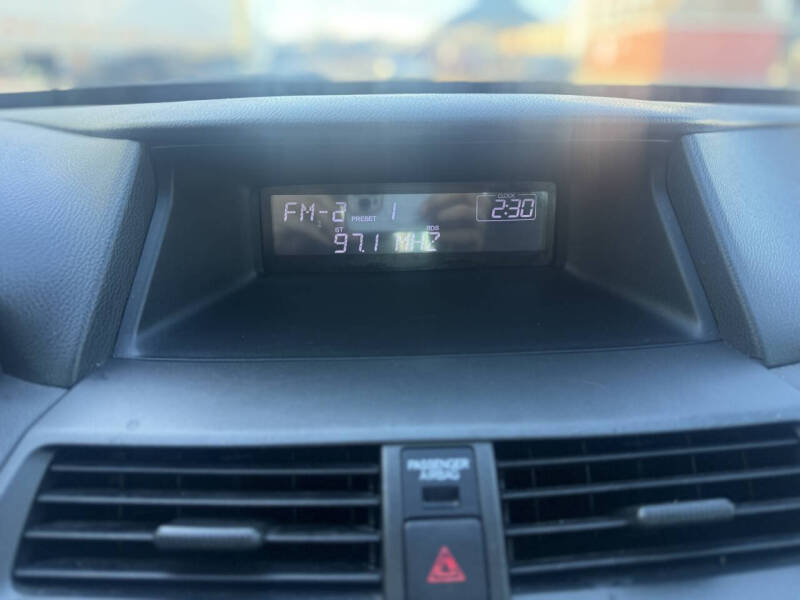 CLOCK
FM-2 PRESET 1 2:30
ST RDS
97.1 MHZ
PASSENGER
AIRBAG